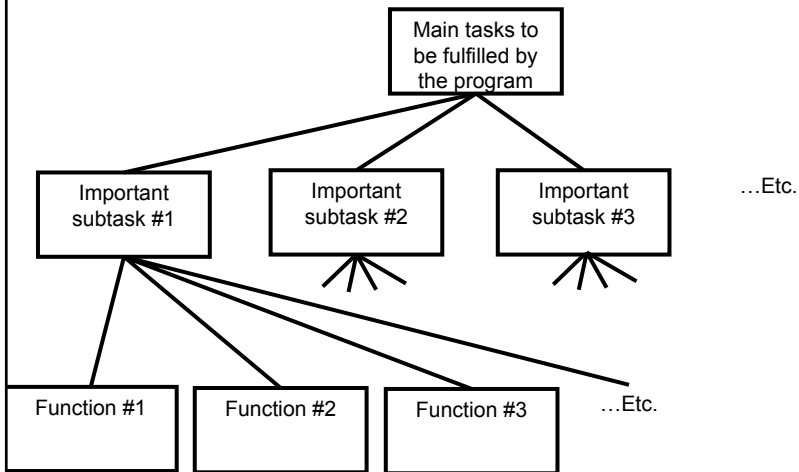 Main tasks to
be fulfilled by
the program
Important
subtask #1
Important
subtask #2
Important
subtask #3
...Etc.
Function #1
Function #2
Function #3
...Etc.